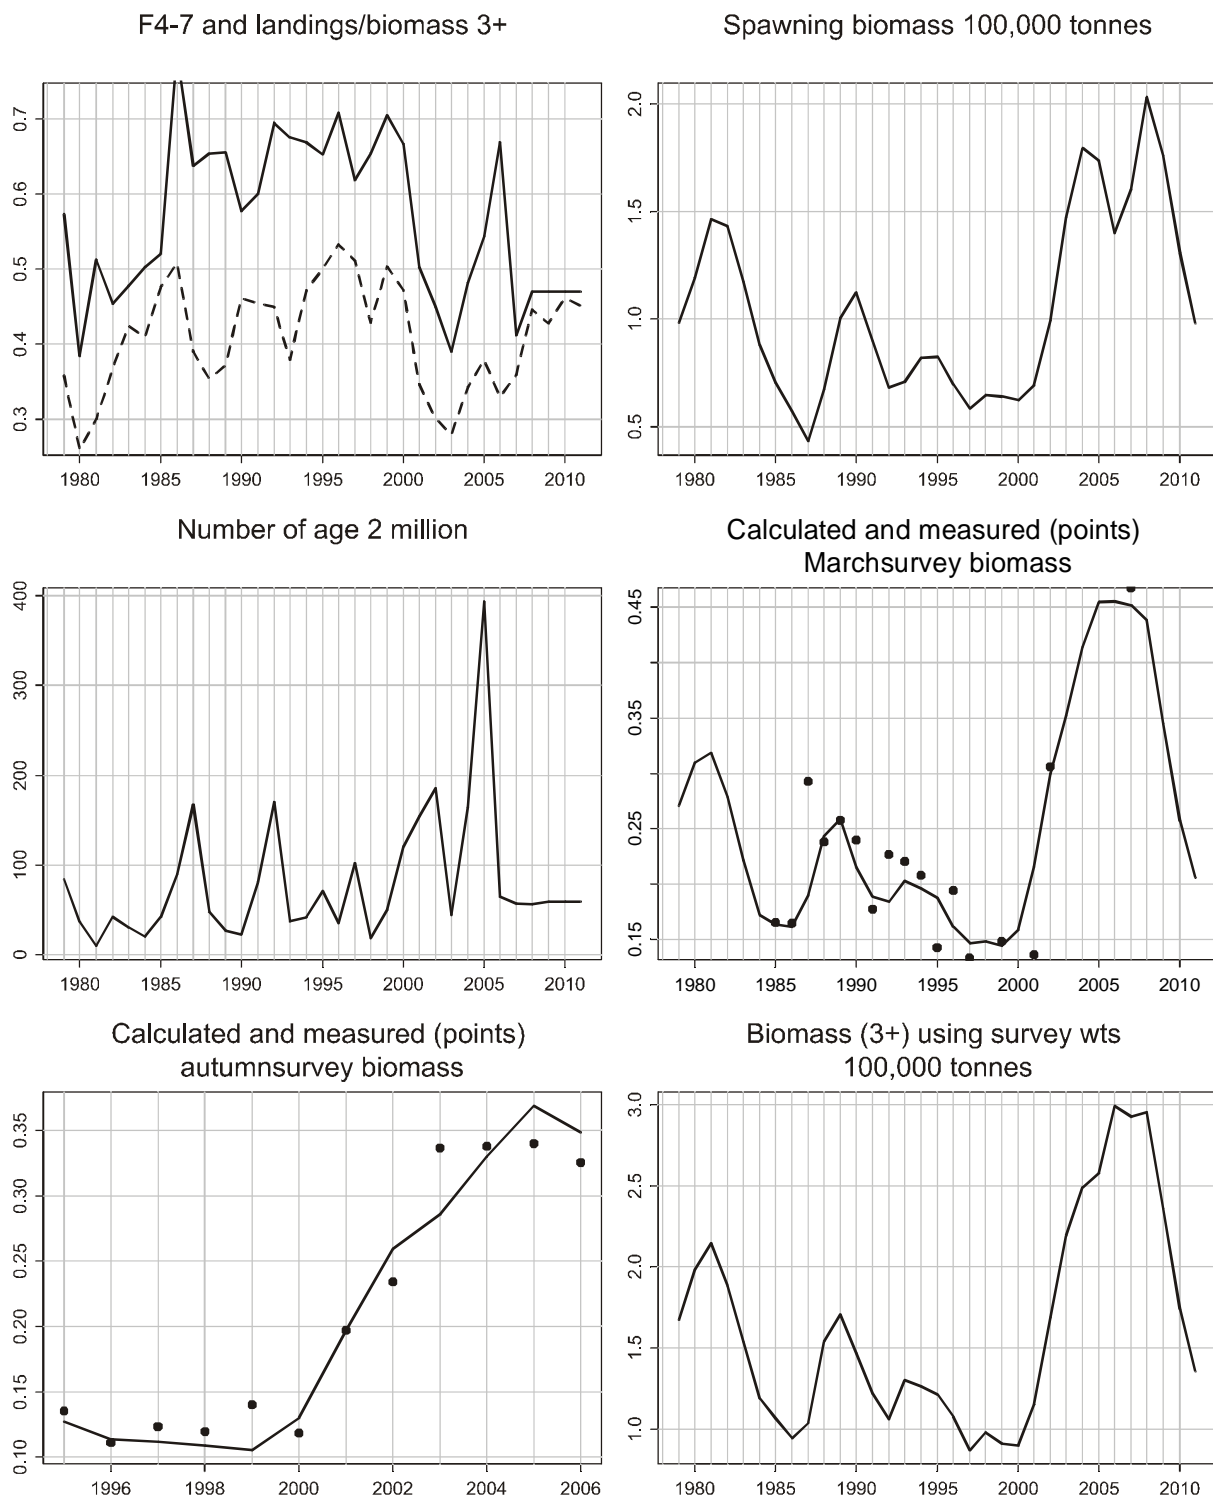 F4-7 and landings/biomass 3+
0.7
0.6
0.5
0.4
0.3
1980 1985 1990 1995 2000 2005 2010
Spawning biomass 100,000 tonnes
2.0
1.5
1.0
0.5
1980 1985 1990 1995 2000 2005 2010
Number of age 2 million
400
300
200
100
0
1980 1985 1990 1995 2000 2005 2010
Calculated and measured (points)
Marchsurvey biomass
0.45
0.35
0.25
0.15
1980 1985 1990 1995 2000 2005 2010
Calculated and measured (points)
autumnsurvey biomass
0.35
0.30
0.25
0.20
0.15
0.10
1996 1998 2000 2002 2004 2006
Biomass (3+) using survey wts
100,000 tonnes
3.0
2.5
2.0
1.5
1.0
1980 1985 1990 1995 2000 2005 2010